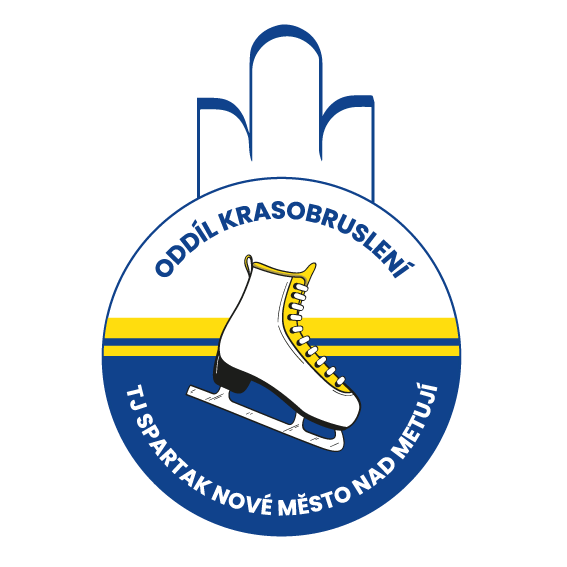 ODDÍL KRASOBRUSLENÍ
TJ SPARTAK NOVÉ MĚSTO NAD METUJÍ